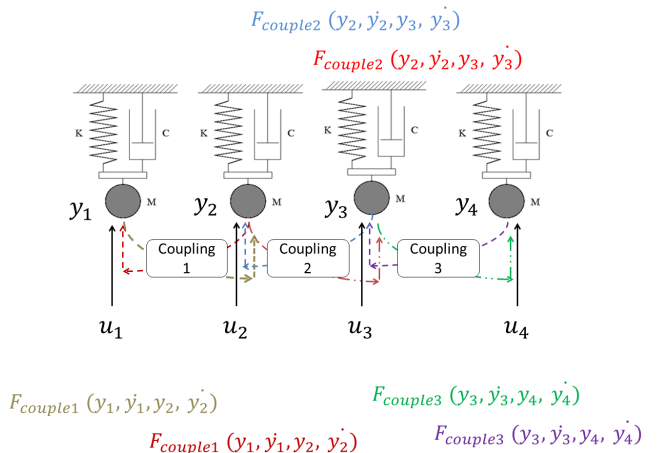 F_couple2 (y₂, ẏ₂, y₃, ẏ₃)
F_couple2 (y₂, ẏ₂, y₃, ẏ₃)
K C K C K C K C
y₁ M y₂ M y₃ M y₄ M
Coupling 1
Coupling 2
Coupling 3
u₁ u₂ u₃ u₄
F_couple1 (y₁, ẏ₁, y₂, ẏ₂)
F_couple3 (y₃, ẏ₃, y₄, ẏ₄)
F_couple1 (y₁, ẏ₁, y₂, ẏ₂)
F_couple3 (y₃, ẏ₃, y₄, ẏ₄)